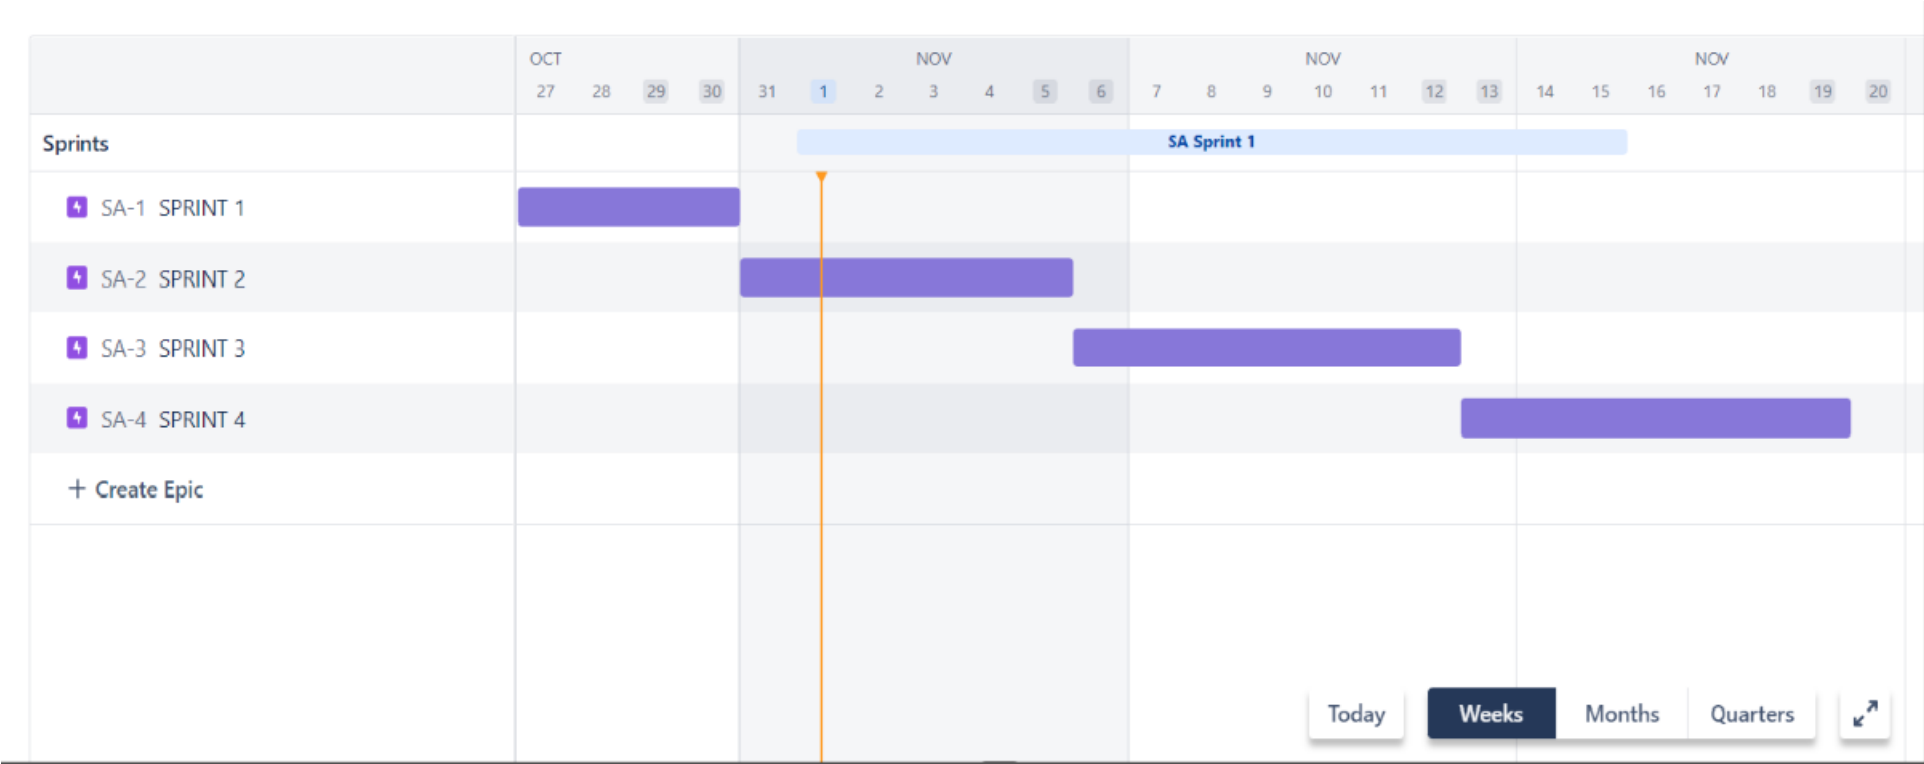 OCT NOV NOV NOV
27 28 29 30 31 1 2 3 4 5 6 7 8 9 10 11 12 13 14 15 16 17 18 19 20
Sprints SA Sprint 1
SA-1 SPRINT 1
SA-2 SPRINT 2
SA-3 SPRINT 3
SA-4 SPRINT 4
+ Create Epic
Today Weeks Months Quarters